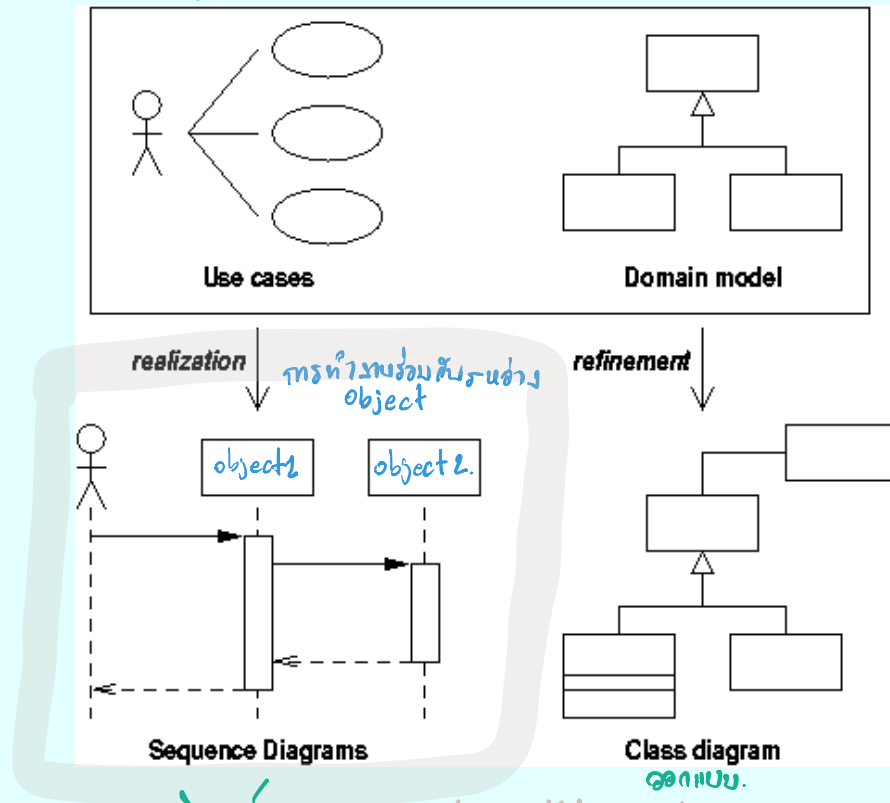 Use cases
Domain model
realization
การทำงานร่วมกันระหว่าง
object
refinement
object1
object 2.
Sequence Diagrams
Class diagram
ออกแบบ.